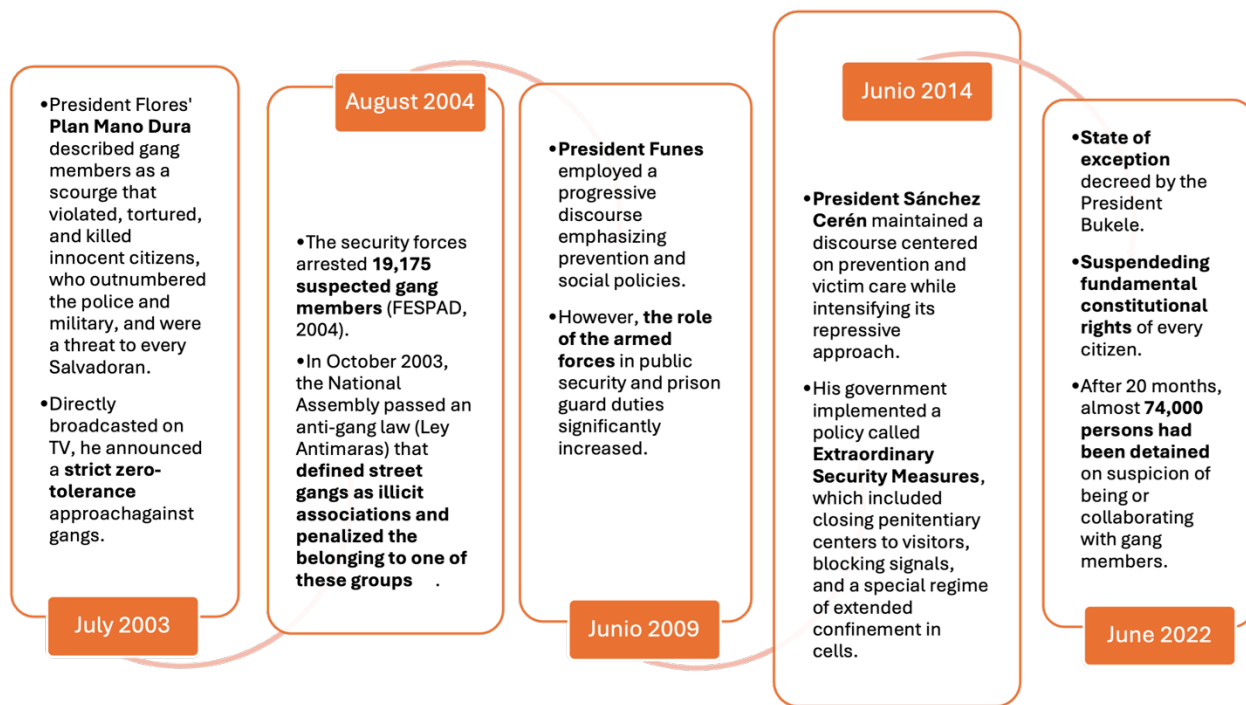 •President Flores'
Plan Mano Dura
described gang
members as a
scourge that
violated, tortured,
and killed
innocent citizens,
who outnumbered
the police and
military, and were
a threat to every
Salvadoran.
•Directly
broadcasted on
TV, he announced
a strict zero-
tolerance
approachagainst
gangs.
July 2003
August 2004
•The security forces
arrested 19,175
suspected gang
members (FESPAD,
2004).
•In October 2003,
the National
Assembly passed an
anti-gang law (Ley
Antimaras) that
defined street
gangs as illicit
associations and
penalized the
belonging to one of
these groups .
•President Funes
employed a
progressive
discourse
emphasizing
prevention and
social policies.
•However, the role
of the armed
forces in public
security and prison
guard duties
significantly
increased.
Junio 2009
Junio 2014
•President Sánchez
Cerén maintained a
discourse centered
on prevention and
victim care while
intensifying its
repressive
approach.
•His government
implemented a
policy called
Extraordinary
Security Measures,
which included
closing penitentiary
centers to visitors,
blocking signals,
and a special regime
of extended
confinement in
cells.
•State of
exception
decreed by the
President
Bukele.
•Suspendeding
fundamental
constitutional
rights of every
citizen.
•After 20 months,
almost 74,000
persons had
been detained
on suspicion of
being or
collaborating
with gang
members.
June 2022